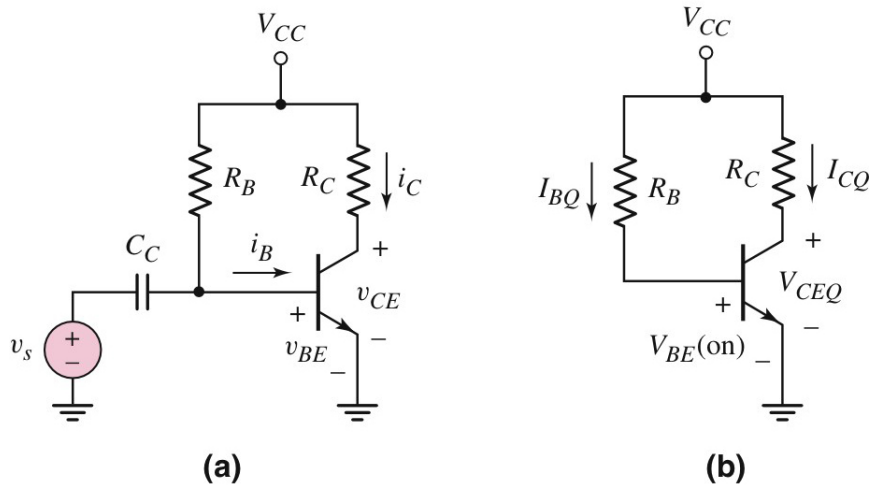 V_CC
R_B
R_C
i_C
C_C
i_B
+
v_CE
+
−
v_BE
−
v_s
+
−
(a)
V_CC
I_BQ
R_B
R_C
I_CQ
+
V_CEQ
+
−
V_BE(on)
−
(b)